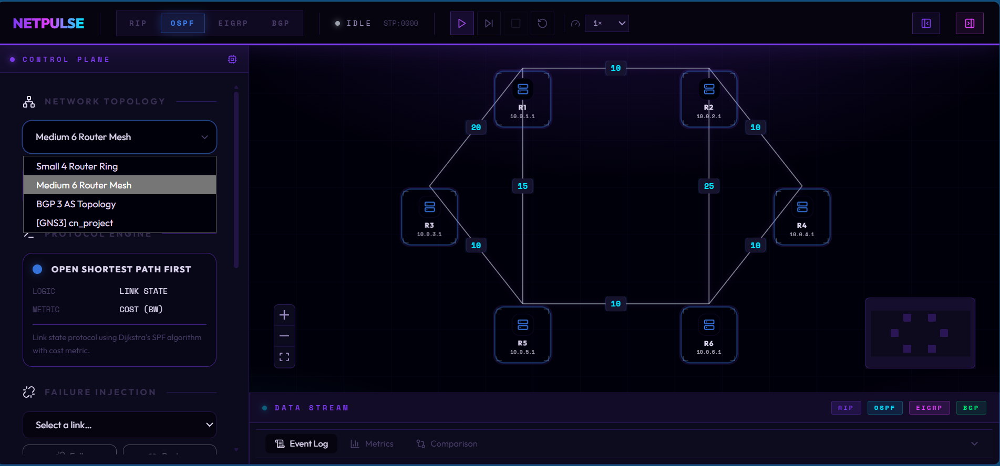 NETPULSE
RIP
OSPF
EIGRP
BGP
IDLE
STP:0000
1×
CONTROL PLANE
NETWORK TOPOLOGY
Medium 6 Router Mesh
Small 4 Router Ring
Medium 6 Router Mesh
BGP 3 AS Topology
[GNS3] cn_project
PROTOCOL ENGINE
OPEN SHORTEST PATH FIRST
LOGIC LINK STATE
METRIC COST (BW)
Link state protocol using Dijkstra's SPF algorithm
with cost metric.
FAILURE INJECTION
Select a link...
10
R1
10.0.1.1
R2
10.0.2.1
20
10
15
25
R3
10.0.3.1
R4
10.0.4.1
10
10
10
R5
10.0.5.1
R6
10.0.6.1
DATA STREAM
RIP
OSPF
EIGRP
BGP
Event Log
Metrics
Comparison